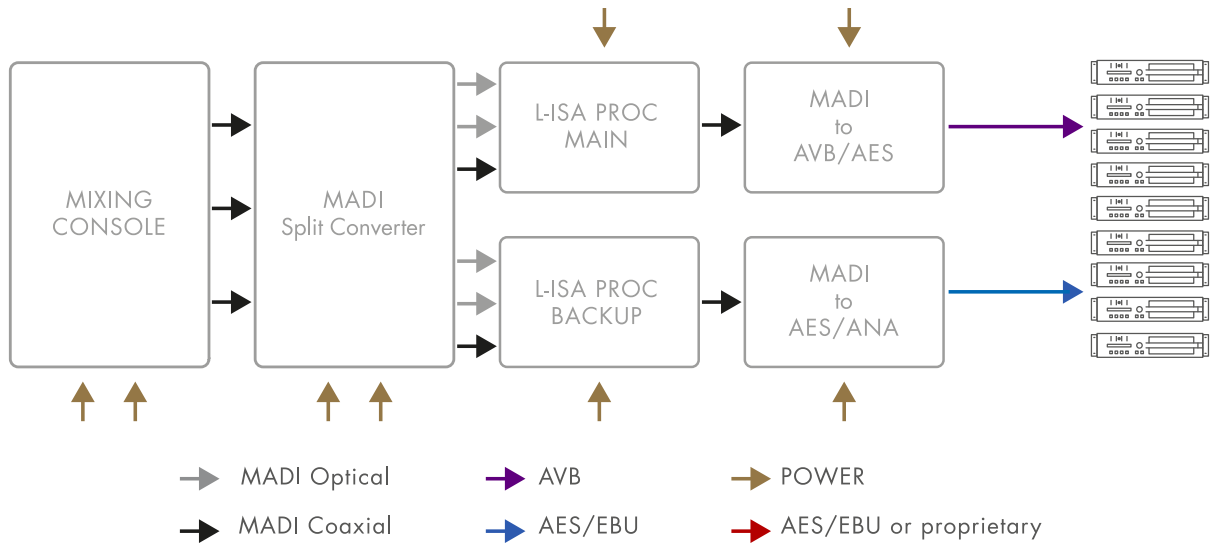 MIXING
CONSOLE
MADI
Split Converter
L-ISA PROC
MAIN
MADI
to
AVB/AES
L-ISA PROC
BACKUP
MADI
to
AES/ANA
MADI Optical
AVB
POWER
MADI Coaxial
AES/EBU
AES/EBU or proprietary